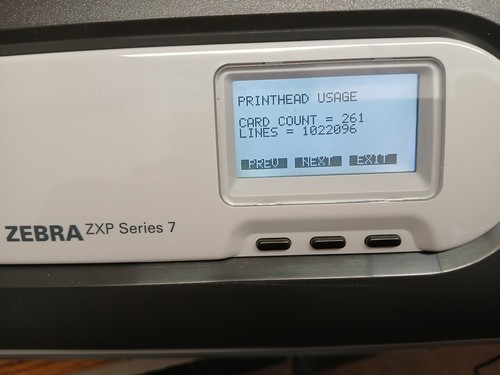 PRINTHEAD USAGE
CARD COUNT = 261
LINES = 1022096
PREV NEXT EXIT
ZEBRA ZXP Series 7